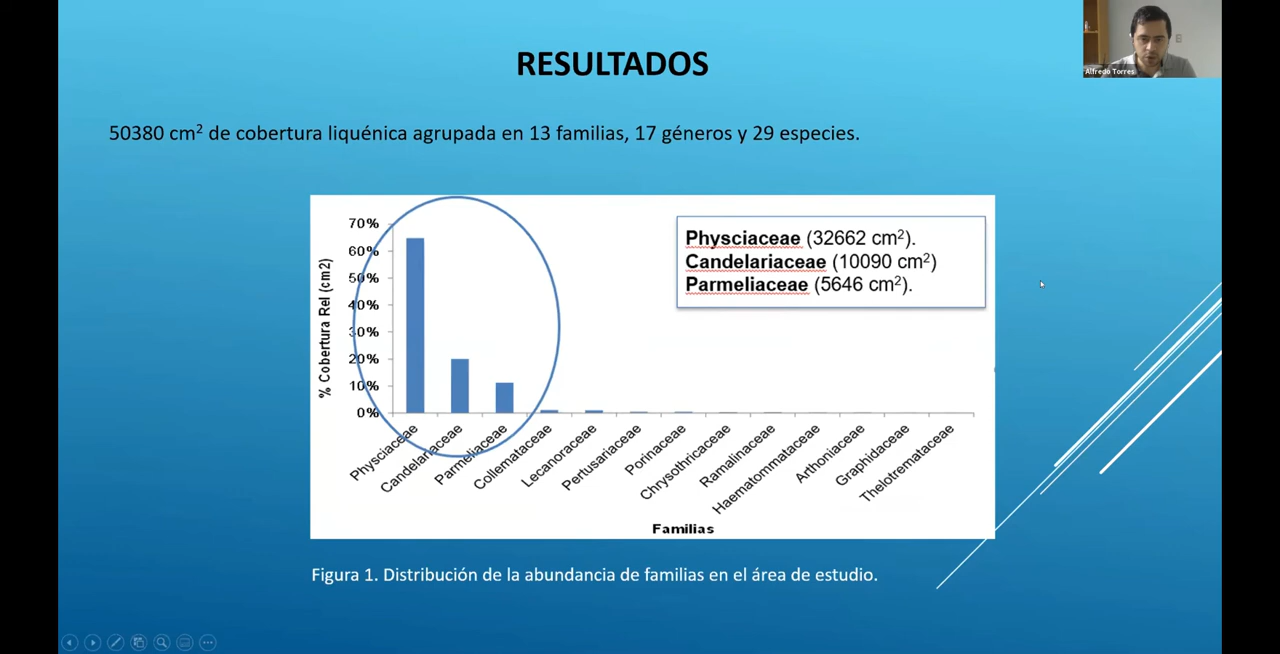 RESULTADOS
Alfredo Torres
50380 cm² de cobertura liquénica agrupada en 13 familias, 17 géneros y 29 especies.
70%
60%
50%
40%
30%
20%
10%
0%
% Cobertura Rel (cm2)
Physciaceae (32662 cm²).
Candelariaceae (10090 cm²)
Parmeliaceae (5646 cm²).
Physciaceae
Candelariaceae
Parmeliaceae
Collemataceae
Lecanoraceae
Pertusariaceae
Porinaceae
Chrysothricaceae
Ramalinaceae
Haematommataceae
Arthoniaceae
Graphidaceae
Thelotremataceae
Familias
Figura 1. Distribución de la abundancia de familias en el área de estudio.